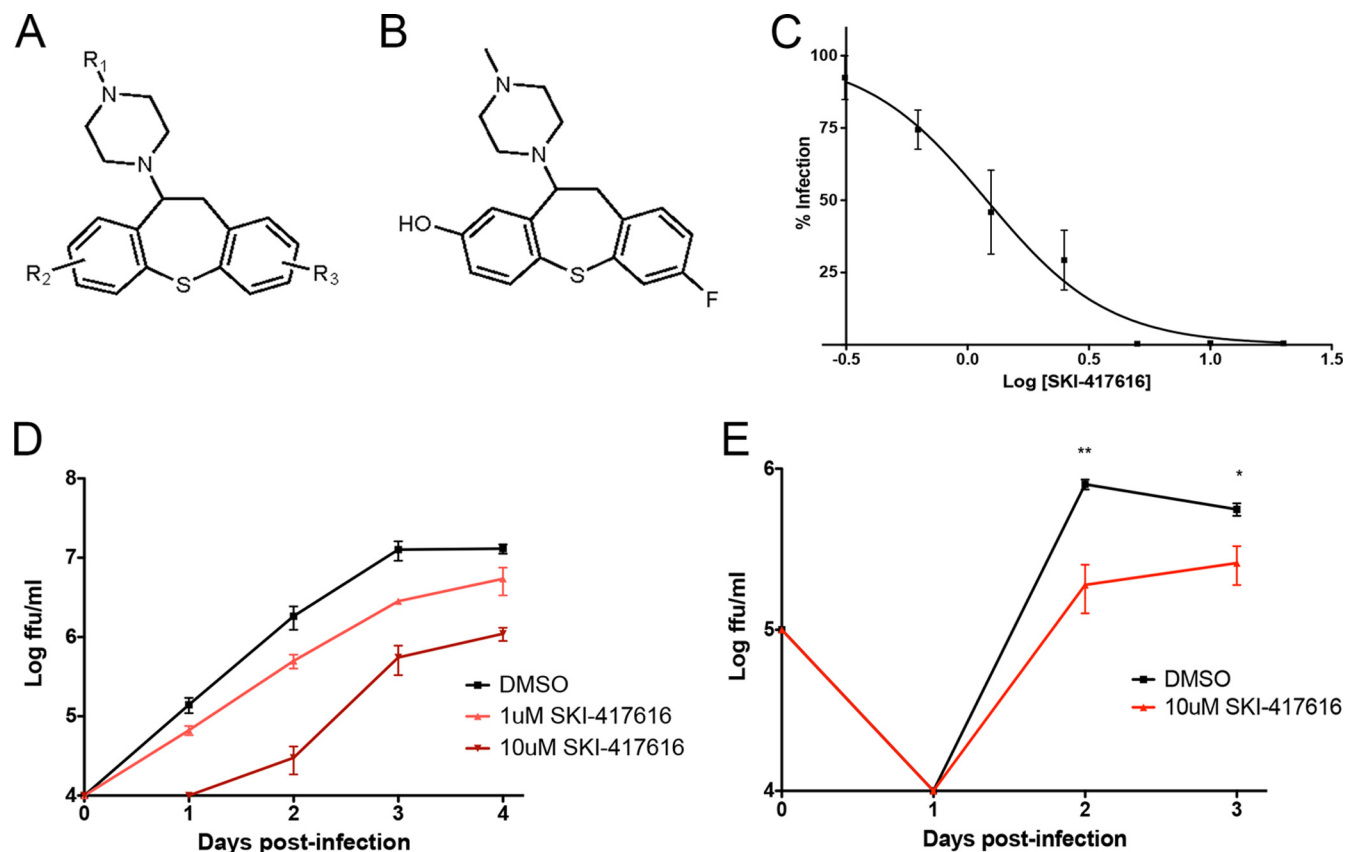 A
R1
N
N
R2
S
R3
B
N
N
HO
S
F
C
% Infection
100
75
50
25
-0.5
0.0
0.5
1.0
1.5
Log [SKI-417616]
D
Log ffu/ml
8
7
6
5
4
DMSO
1uM SKI-417616
10uM SKI-417616
0
1
2
3
4
Days post-infection
E
Log ffu/ml
6
5
4
**
*
DMSO
10uM SKI-417616
0
1
2
3
Days post-infection